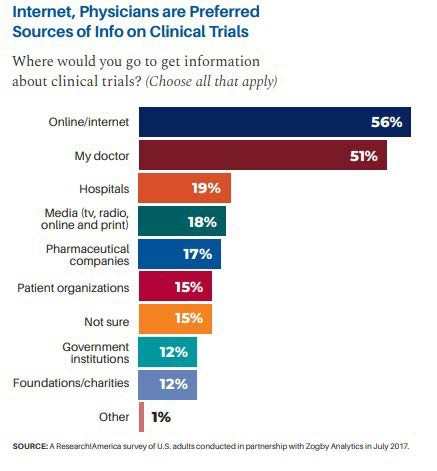 Internet, Physicians are Preferred
Sources of Info on Clinical Trials
Where would you go to get information
about clinical trials? (Choose all that apply)
Online/internet 56%
My doctor 51%
Hospitals 19%
Media (tv, radio,
online and print) 18%
Pharmaceutical
companies 17%
Patient organizations 15%
Not sure 15%
Government
institutions 12%
Foundations/charities 12%
Other 1%
SOURCE: A Research!America survey of U.S. adults conducted in partnership with Zogby Analytics in July 2017.